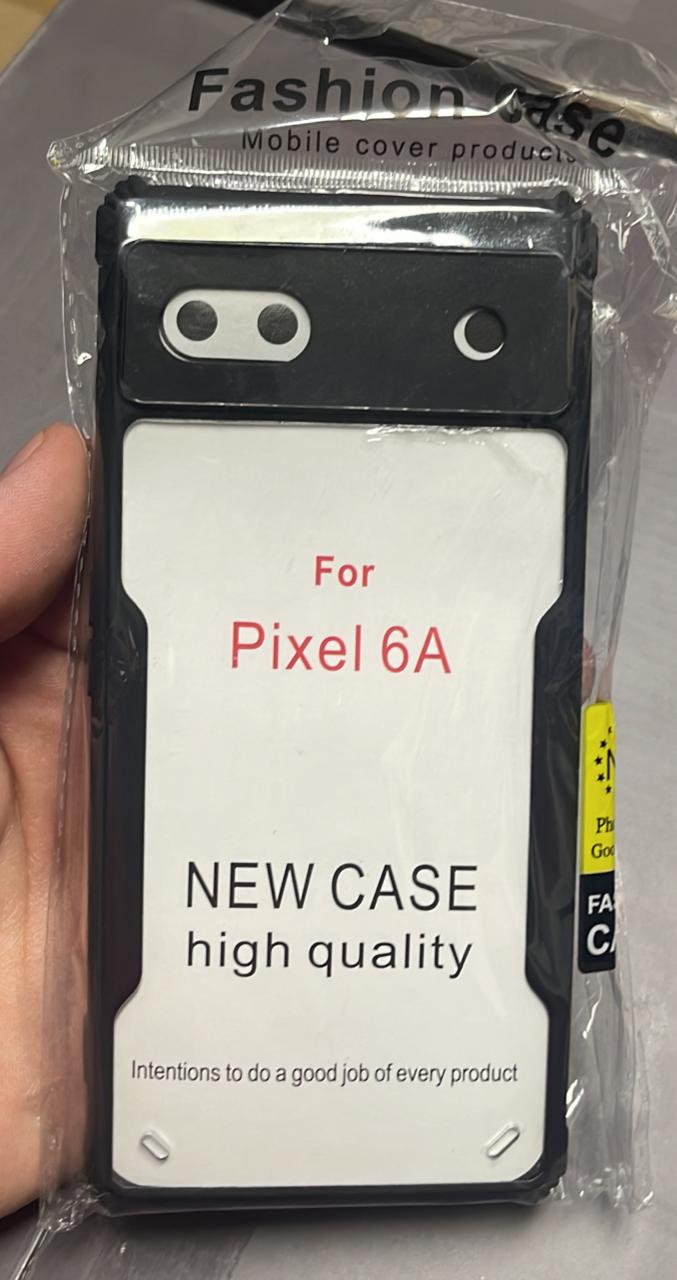 Fashion case
Mobile cover products
For
Pixel 6A
NEW CASE
high quality
Intentions to do a good job of every product